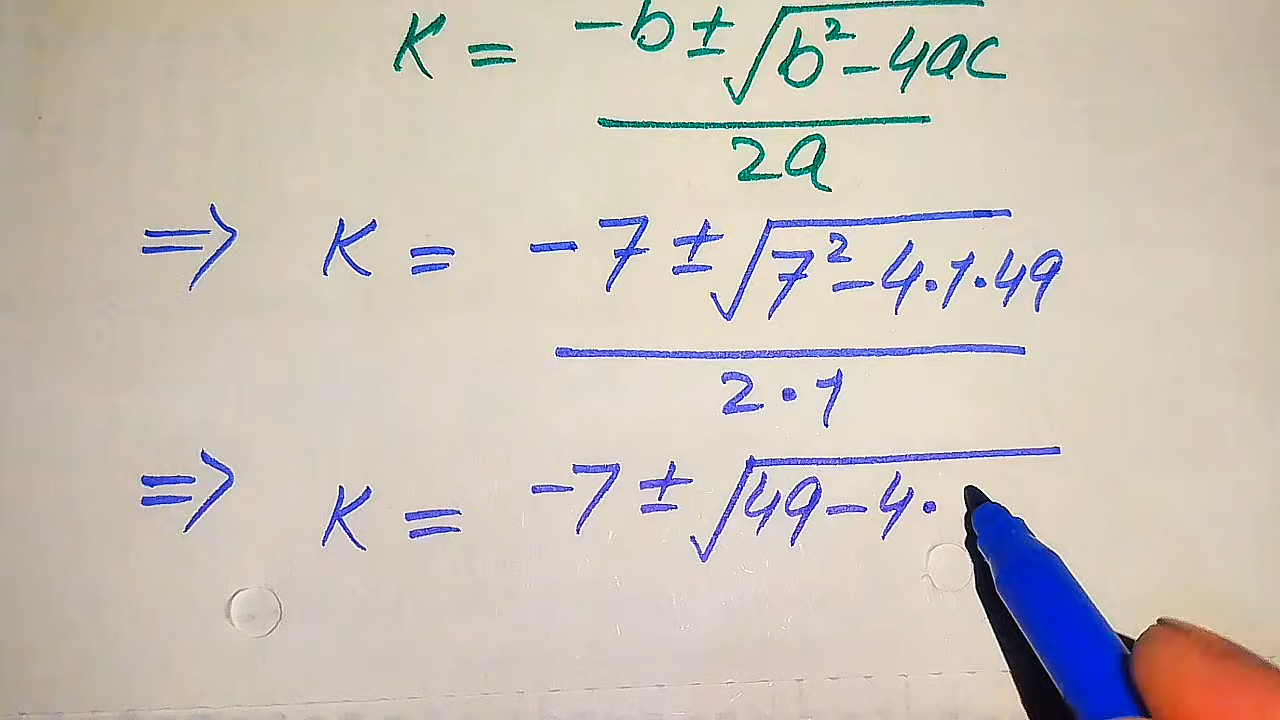 K = -b ± √b² - 4ac
2a
⇒ K = -7 ± √7² - 4·1·49
2·1
⇒ K = -7 ± √49 - 4·